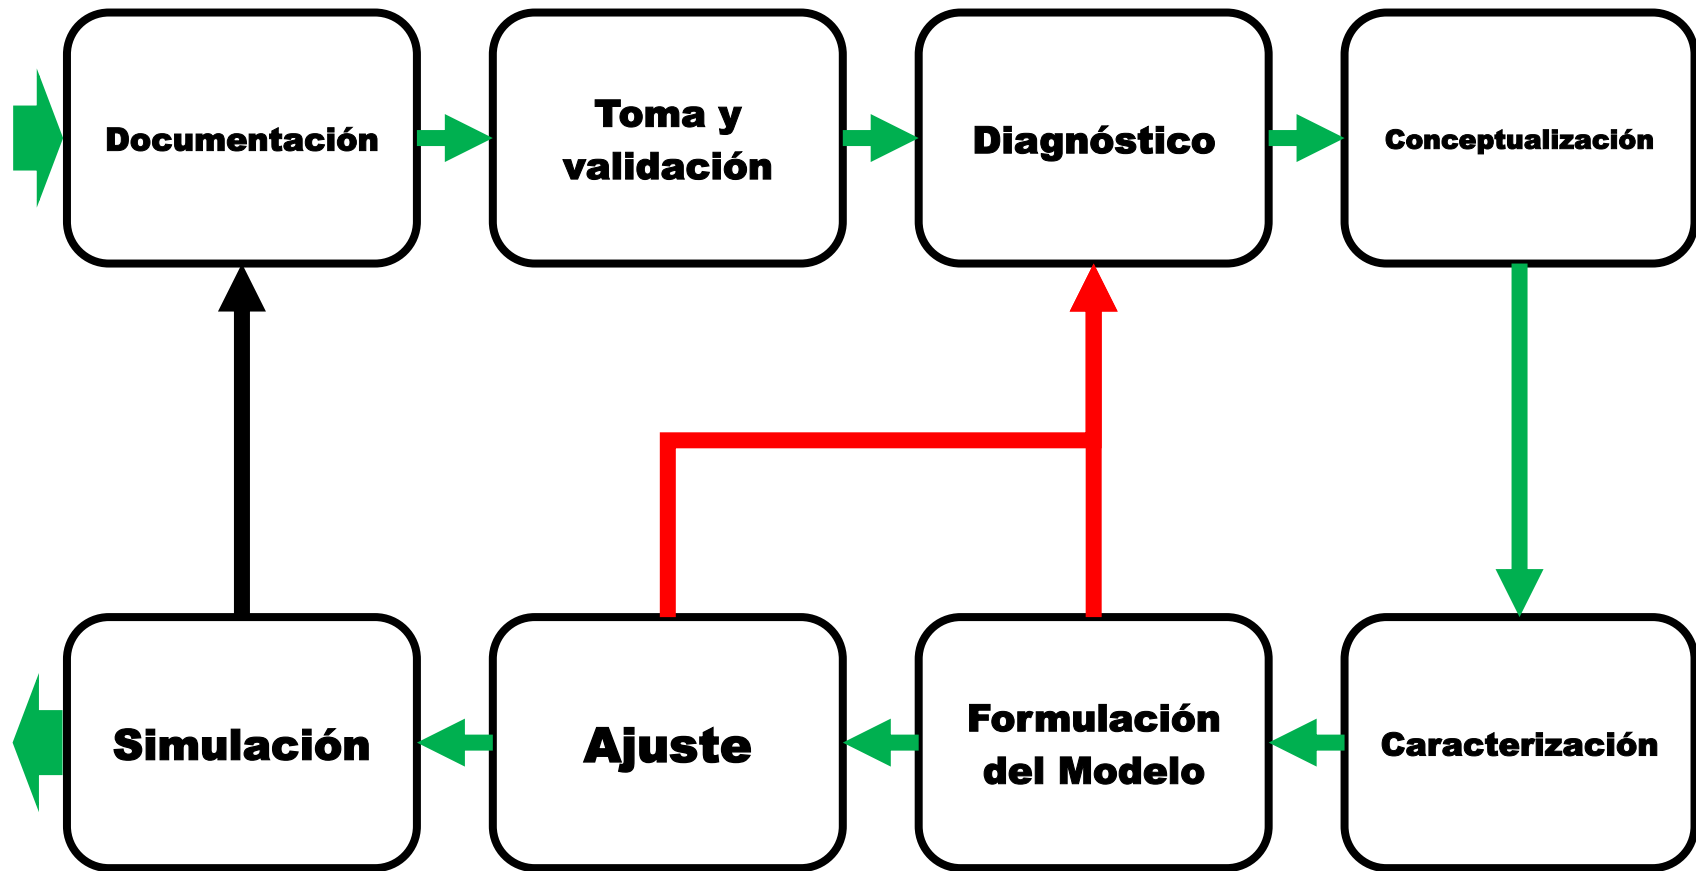 Documentación
Toma y
validación
Diagnóstico
Conceptualización
Simulación
Ajuste
Formulación
del Modelo
Caracterización